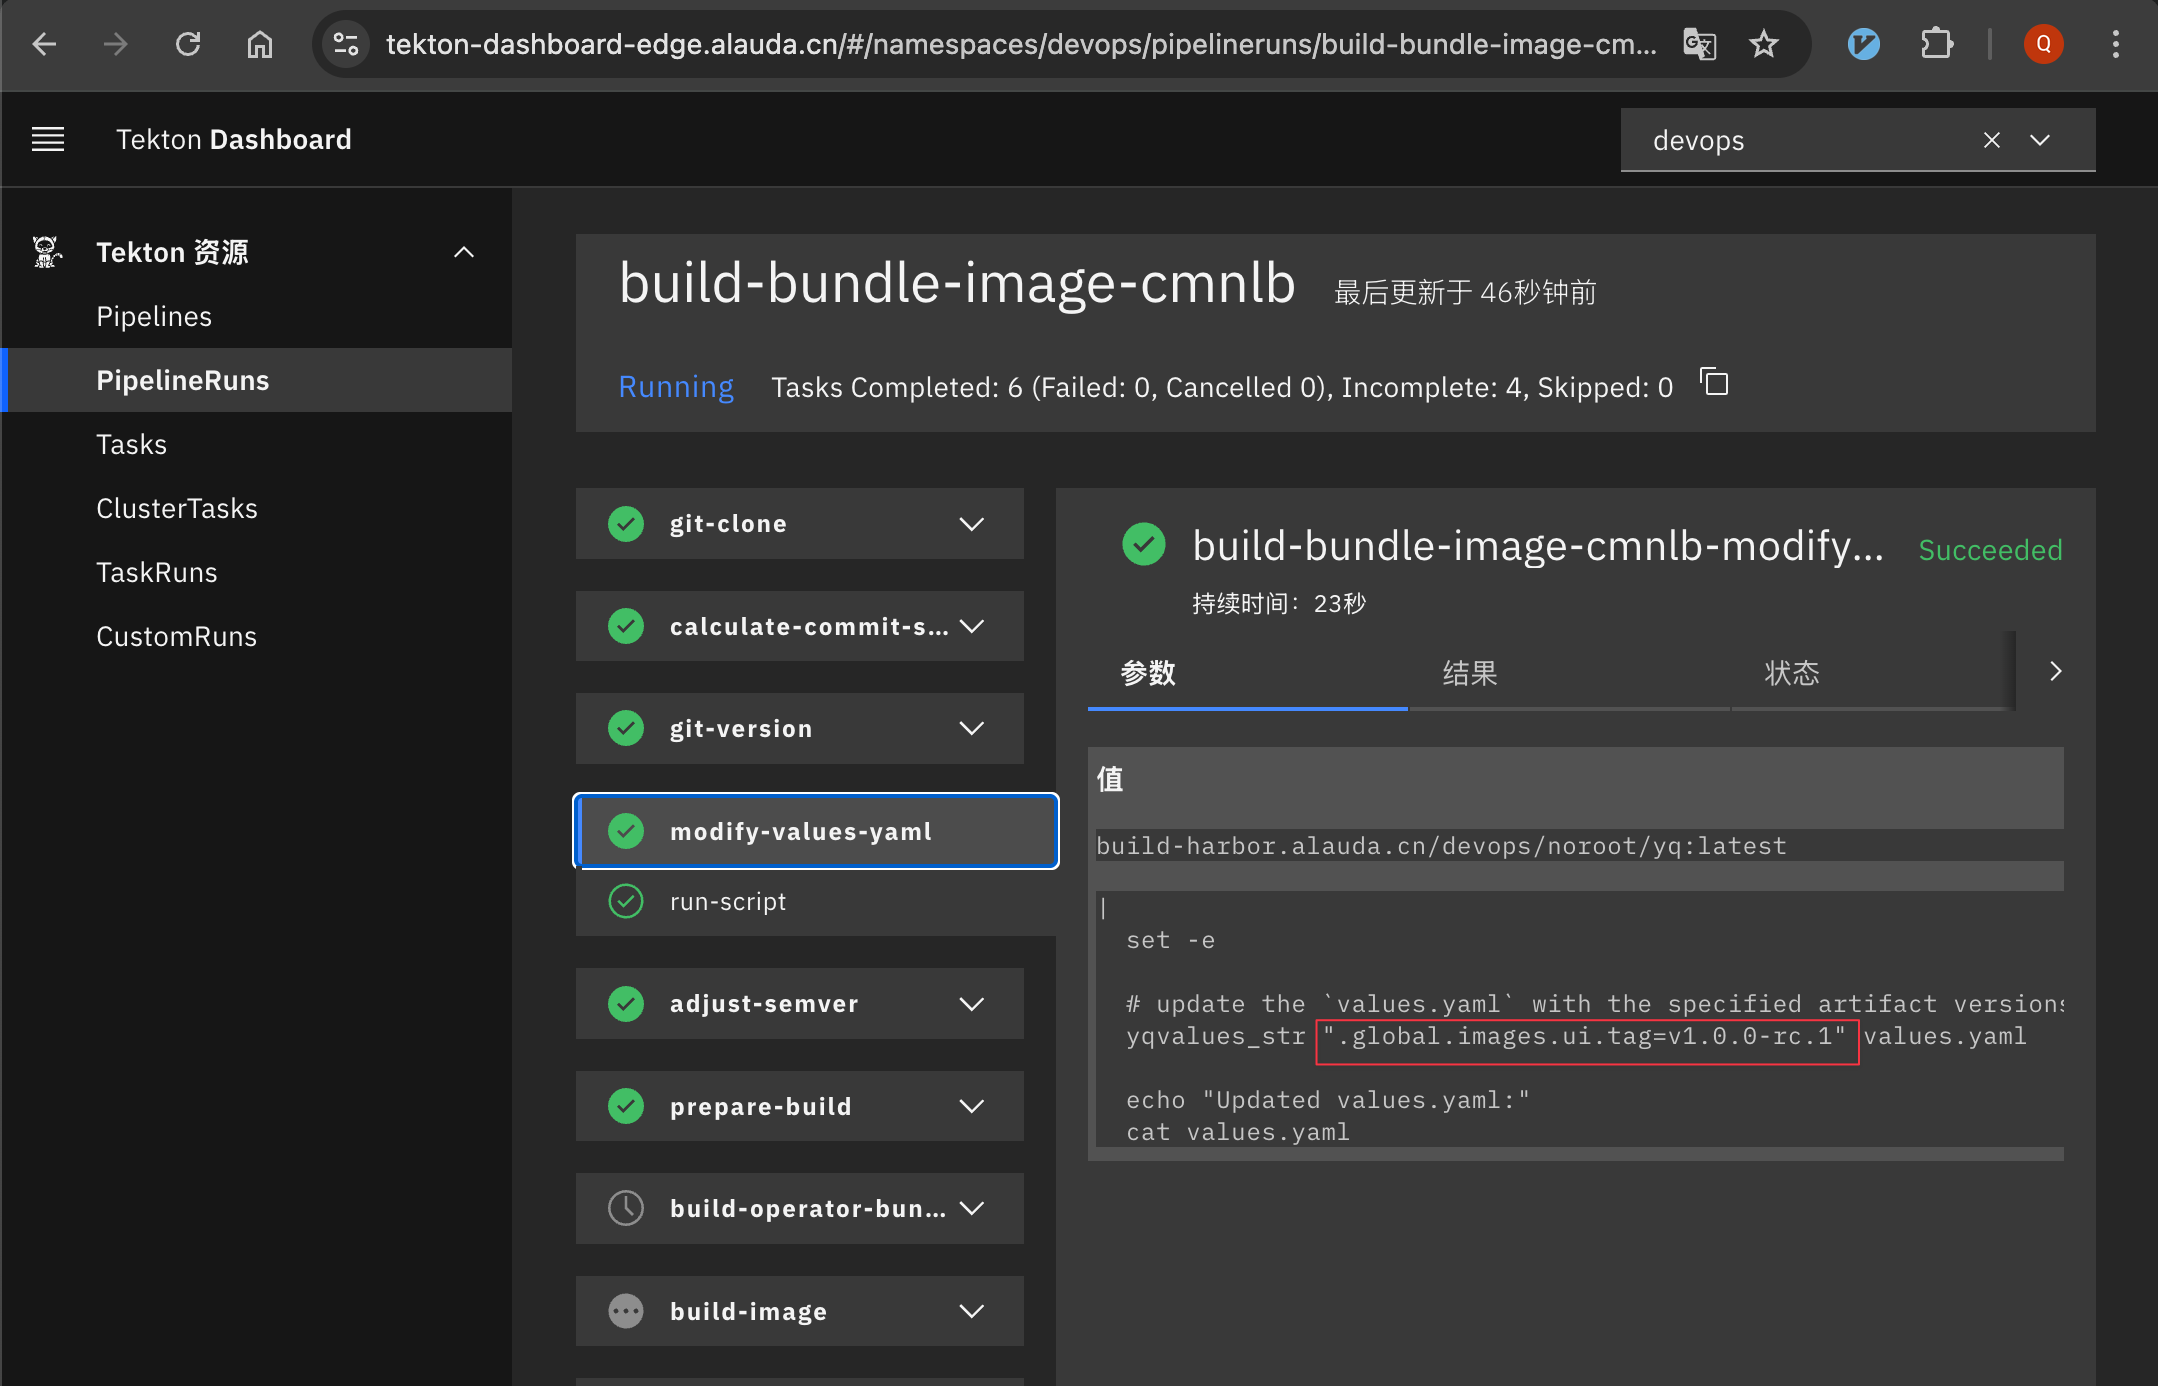 tekton-dashboard-edge.alauda.cn/#/namespaces/devops/pipelineruns/build-bundle-image-cm...
Q
Tekton Dashboard
devops
Tekton 资源
Pipelines
PipelineRuns
Tasks
ClusterTasks
TaskRuns
CustomRuns
build-bundle-image-cmnlb 最后更新于 46秒钟前
Running Tasks Completed: 6 (Failed: 0, Cancelled 0), Incomplete: 4, Skipped: 0
git-clone
calculate-commit-s...
git-version
modify-values-yaml
run-script
adjust-semver
prepare-build
build-operator-bun...
build-image
build-bundle-image-cmnlb-modify... Succeeded
持续时间：23秒
参数 结果 状态
值
build-harbor.alauda.cn/devops/noroot/yq:latest
|
set -e
# update the `values.yaml` with the specified artifact versions
yqvalues_str ".global.images.ui.tag=v1.0.0-rc.1" values.yaml
echo "Updated values.yaml:"
cat values.yaml